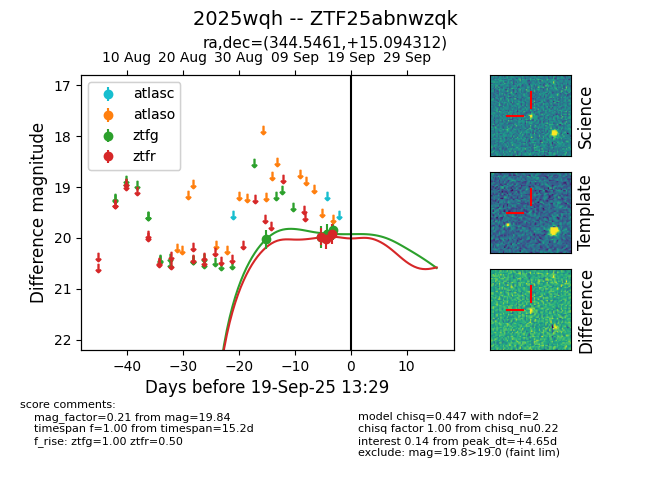 2025wqh -- ZTF25abnwzqk
ra,dec=(344.5461,+15.094312)
10 Aug 20 Aug 30 Aug 09 Sep 19 Sep 29 Sep
17
18
19
20
21
22
Difference magnitude
atlasc
atlaso
ztfg
ztfr
−40 −30 −20 −10 0 10
Days before 19-Sep-25 13:29
Science
Template
Difference
score comments:
mag_factor=0.21 from mag=19.84
timespan f=1.00 from timespan=15.2d
f_rise: ztfg=1.00 ztfr=0.50
model chisq=0.447 with ndof=2
chisq factor 1.00 from chisq_nu0.22
interest 0.14 from peak_dt=+4.65d
exclude: mag=19.8>19.0 (faint lim)